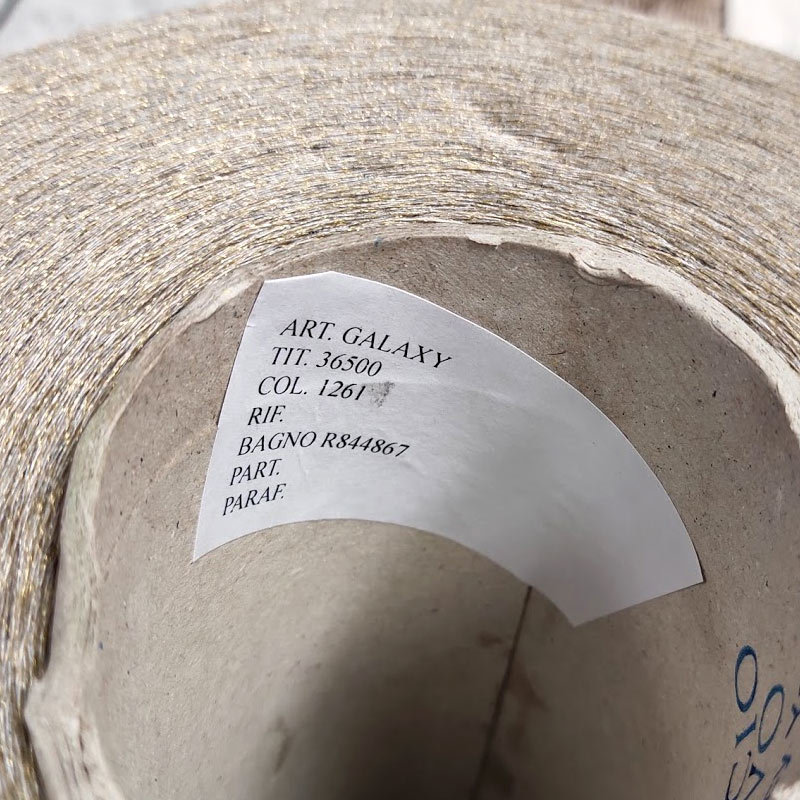 ART. GALAXY
TIT. 36500
COL. 1261
RIF.
BAGNO R844867
PART.
PARAF.